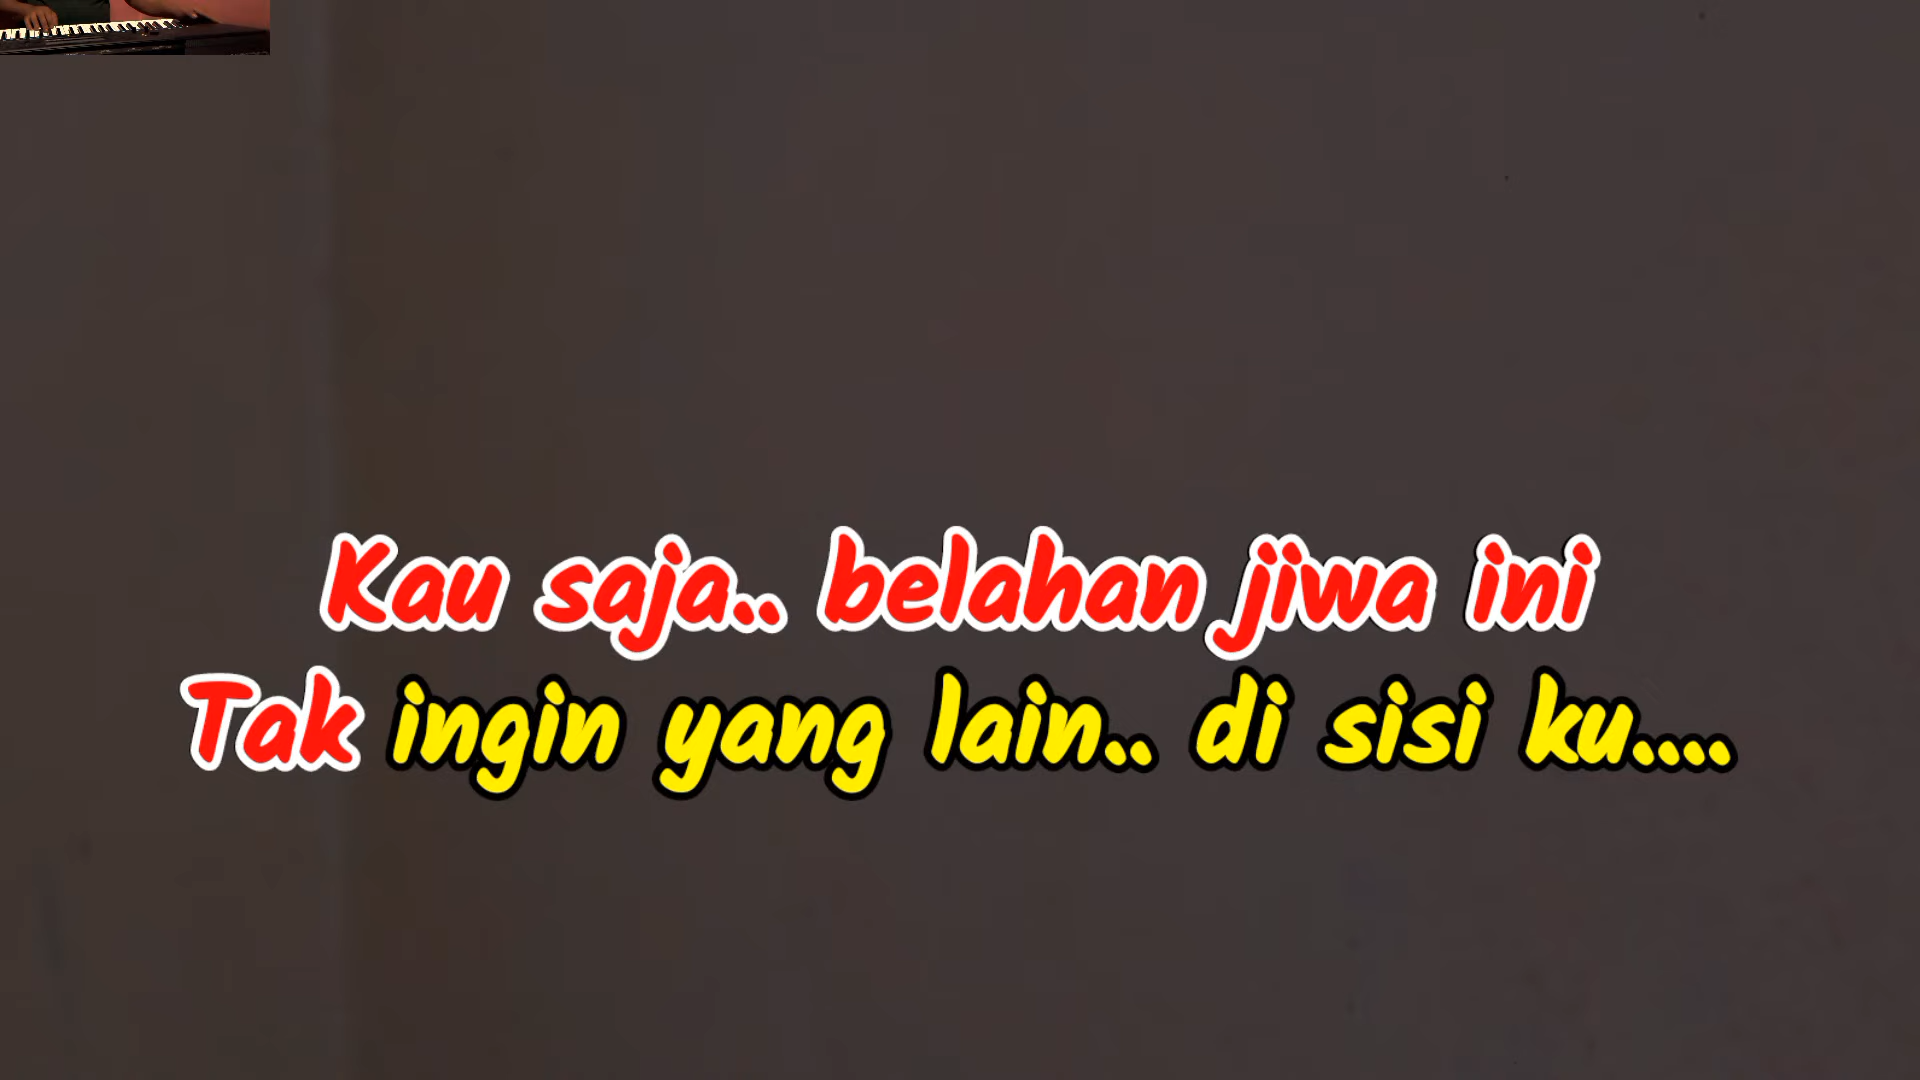 Kau saja.. belahan jiwa ini
Tak ingin yang lain.. di sisi ku....